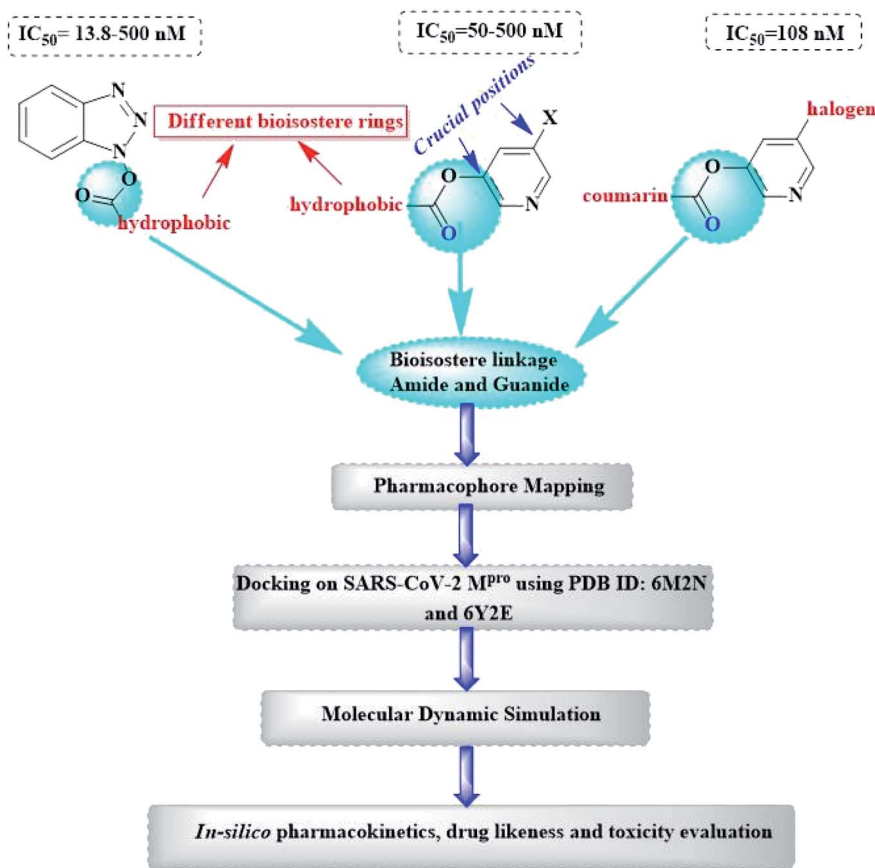 IC50= 13.8-500 nM
IC50=50-500 nM
IC50=108 nM
N
N
N
O
O
hydrophobic
Different bioisostere rings
Crucial positions
X
O
N
hydrophobic
O
halogen
O
N
coumarin
O
Bioisostere linkage
Amide and Guanide
Pharmacophore Mapping
Docking on SARS-CoV-2 Mpro using PDB ID: 6M2N
and 6Y2E
Molecular Dynamic Simulation
In-silico pharmacokinetics, drug likeness and toxicity evaluation